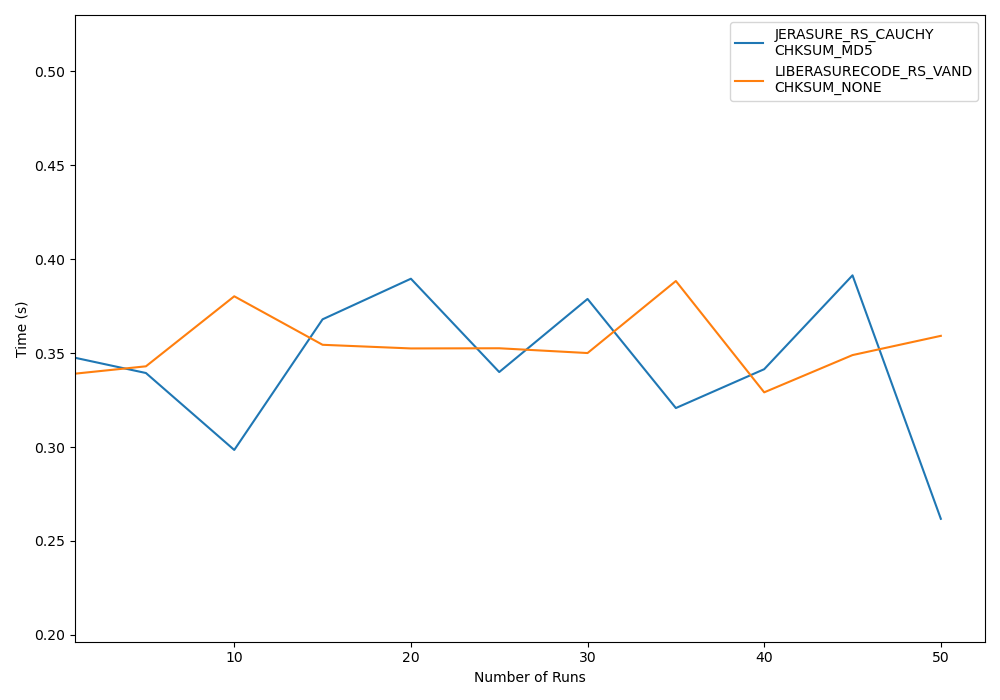 JERASURE_RS_CAUCHY
CHKSUM_MD5
LIBERASURECODE_RS_VAND
CHKSUM_NONE
0.50
0.45
0.40
0.35
0.30
0.25
0.20
Time (s)
10 20 30 40 50
Number of Runs